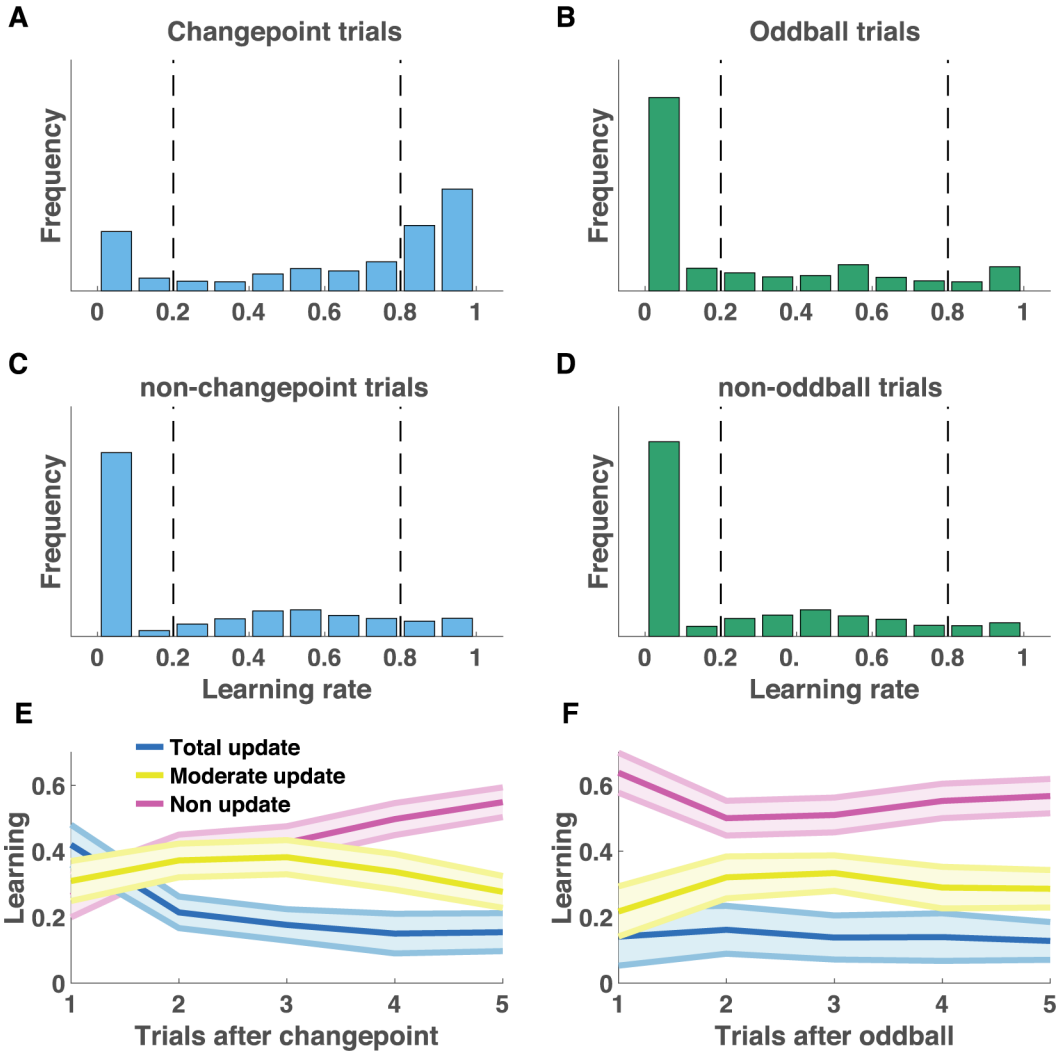 A
Changepoint trials
Frequency
0 0.2 0.4 0.6 0.8 1
B
Oddball trials
Frequency
0 0.2 0.4 0.6 0.8 1
C
non-changepoint trials
Frequency
0 0.2 0.4 0.6 0.8 1
Learning rate
D
non-oddball trials
Frequency
0 0.2 0. 0.6 0.8 1
Learning rate
E
Total update
Moderate update
Non update
Learning
0.6
0.4
0.2
0
1 2 3 4 5
Trials after changepoint
F
Learning
0.6
0.4
0.2
0
1 2 3 4 5
Trials after oddball